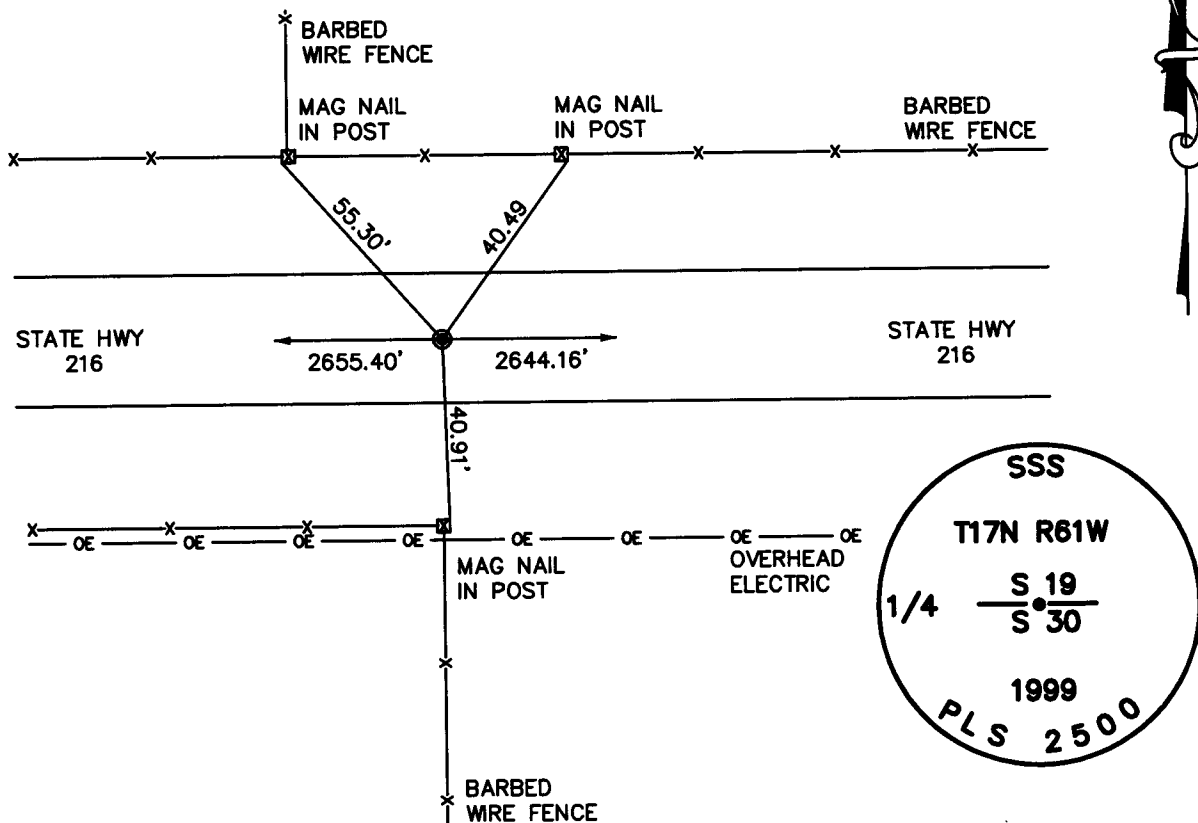 BARBED
WIRE FENCE
MAG NAIL
IN POST
MAG NAIL
IN POST
BARBED
WIRE FENCE
55.30'
40.49
STATE HWY
216
2655.40'
2644.16'
STATE HWY
216
40.91'
OE OE OE OE OE OE OE OE
MAG NAIL
IN POST
OVERHEAD
ELECTRIC
BARBED
WIRE FENCE
SSS
T17N R61W
1/4
S 19
S 30
1999
PLS 2500